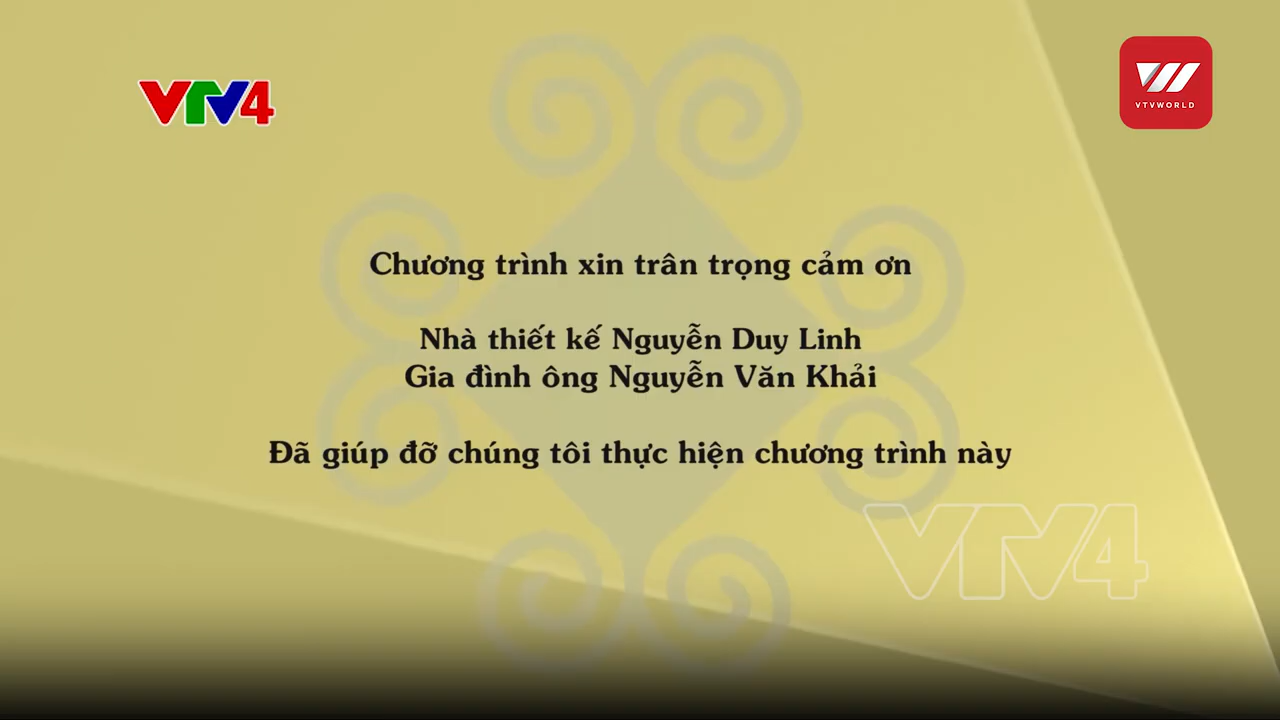 VTV4
VTVWORLD
Chương trình xin trân trọng cảm ơn
Nhà thiết kế Nguyễn Duy Linh
Gia đình ông Nguyễn Văn Khải
Đã giúp đỡ chúng tôi thực hiện chương trình này
VTV4